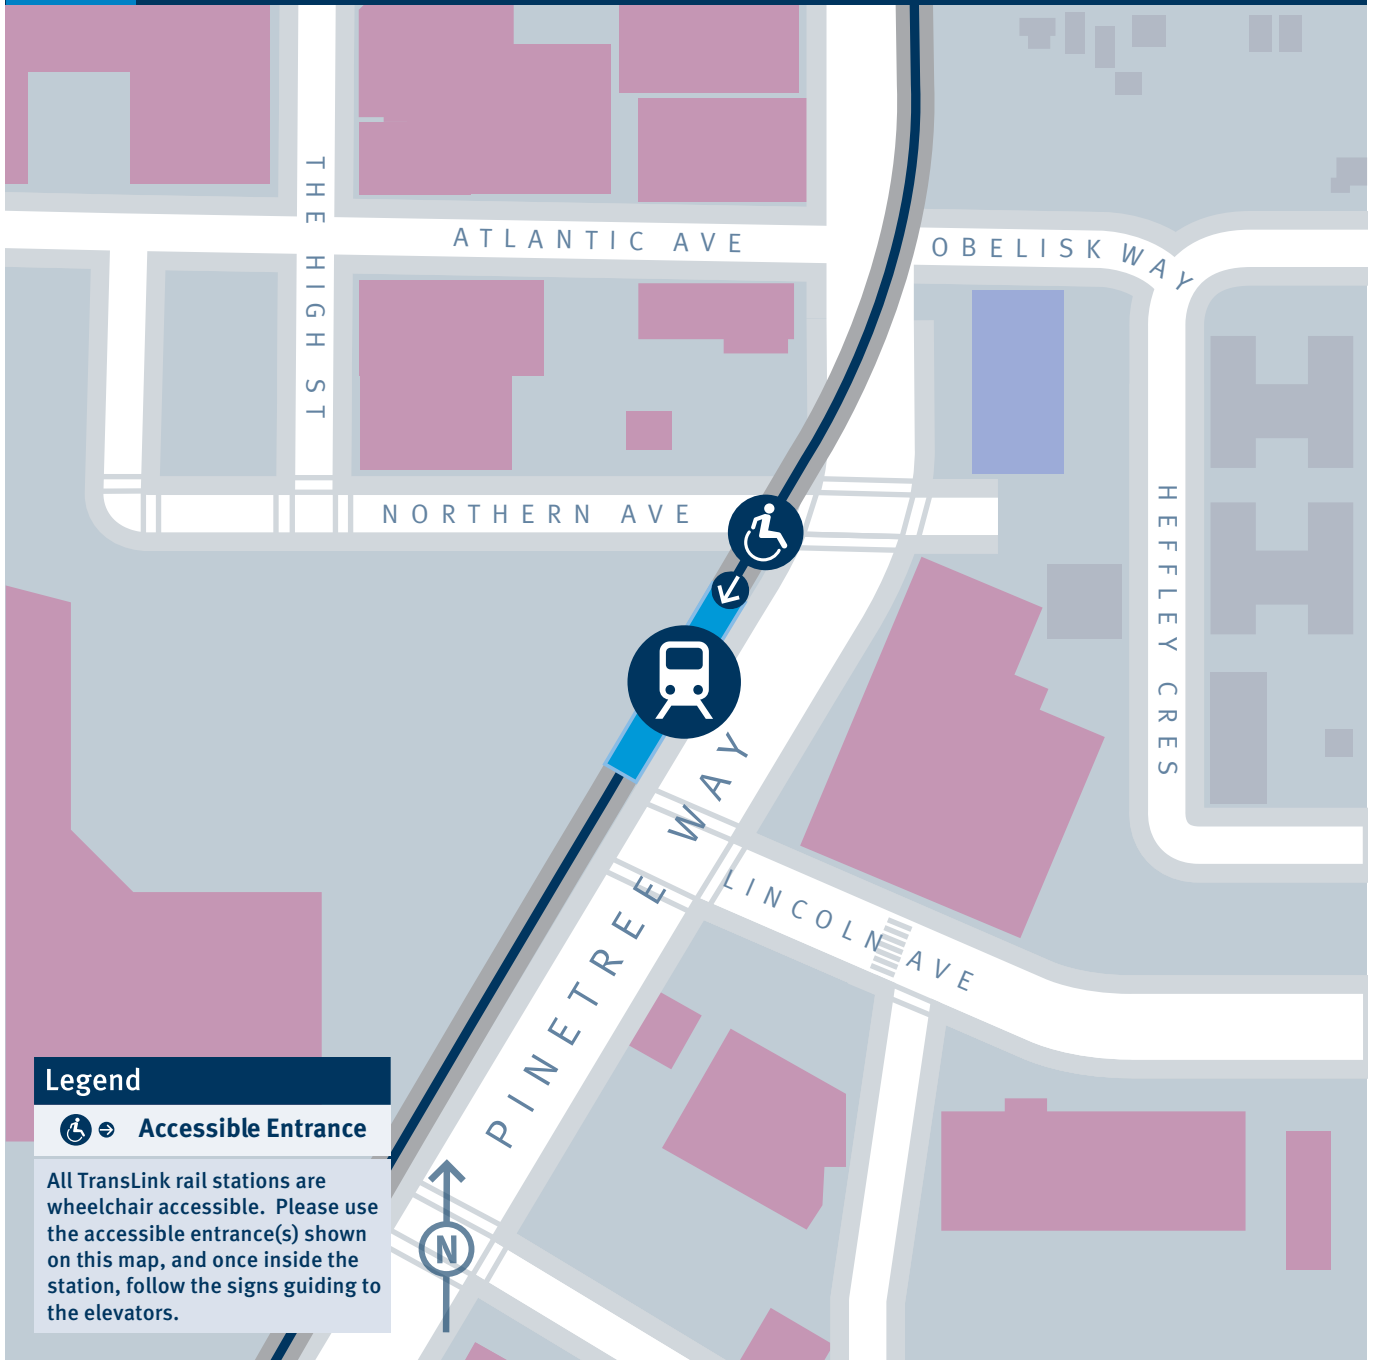 THE HIGH ST
ATLANTIC AVE
OBELISK WAY
NORTHERN AVE
HEFFLEY CRES
PINETREE WAY
LINCOLN AVE
Legend
Accessible Entrance
All TransLink rail stations are
wheelchair accessible.  Please use
the accessible entrance(s) shown
on this map, and once inside the
station, follow the signs guiding to
the elevators.
N